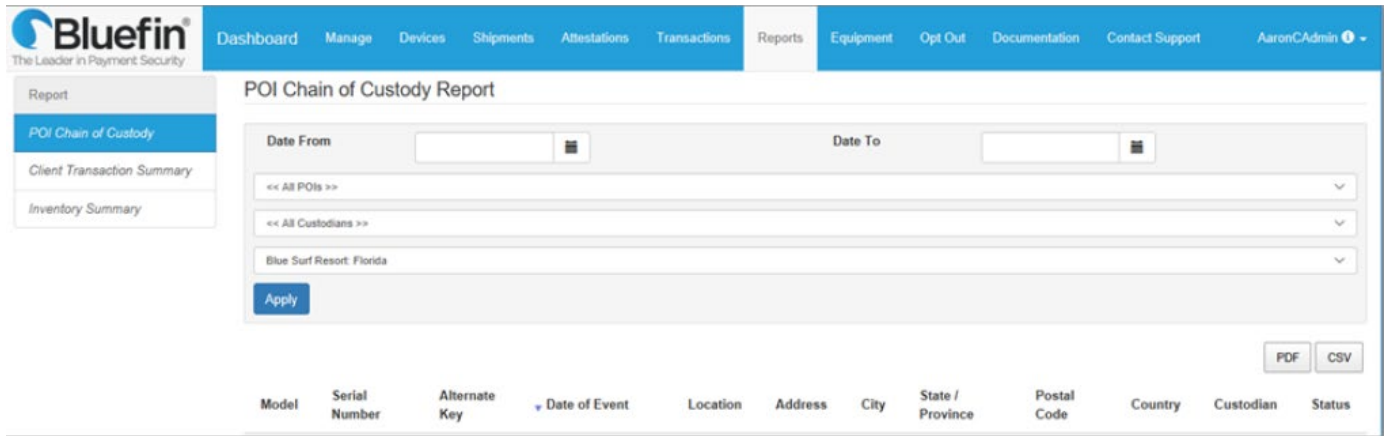 Bluefin®
The Leader in Payment Security
Dashboard Manage Devices Shipments Attestations Transactions Reports Equipment Opt Out Documentation Contact Support AaronCAdmin
Report
POI Chain of Custody
Client Transaction Summary
Inventory Summary
POI Chain of Custody Report
Date From Date To
<< All POIs >>
<< All Custodians >>
Blue Surf Resort: Florida
Apply
PDF CSV
Model Serial Number Alternate Key Date of Event Location Address City State / Province Postal Code Country Custodian Status